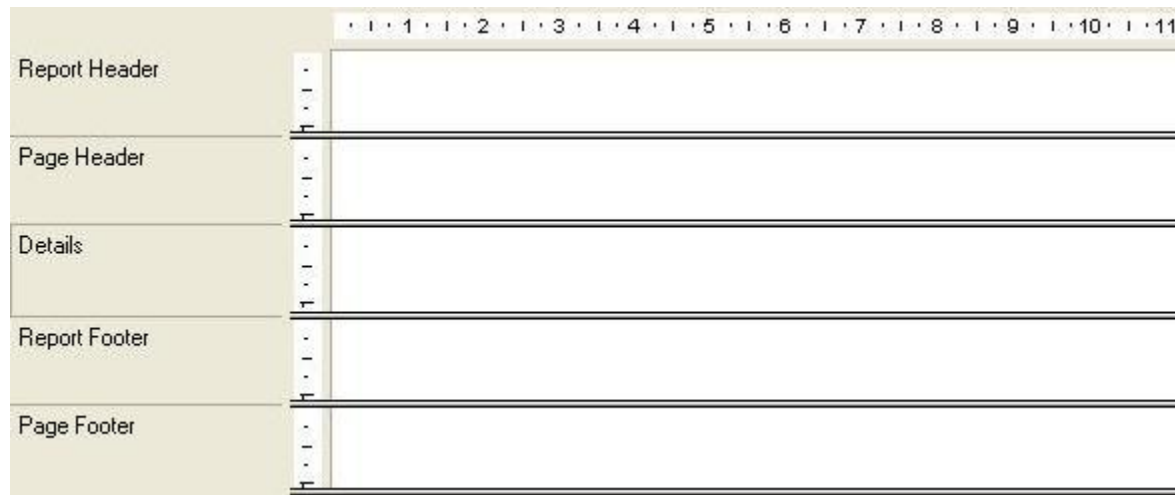 1 2 3 4 5 6 7 8 9 10 11
Report Header
Page Header
Details
Report Footer
Page Footer